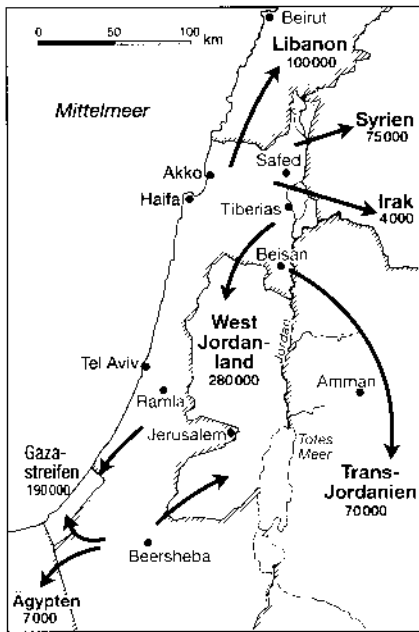 Beirut
0 50 100
km
Libanon
100000
Mittelmeer
Syrien
75000
Akko
Safed
Haifa
Tiberias
Irak
4000
Beisan
West
Jordan-
land
280000
Jordan
Tel Aviv
Ramla
Amman
Jerusalem
Totes
Meer
Gaza-
streifen
190000
Trans-
Jordanien
70000
Beersheba
Ägypten
7000